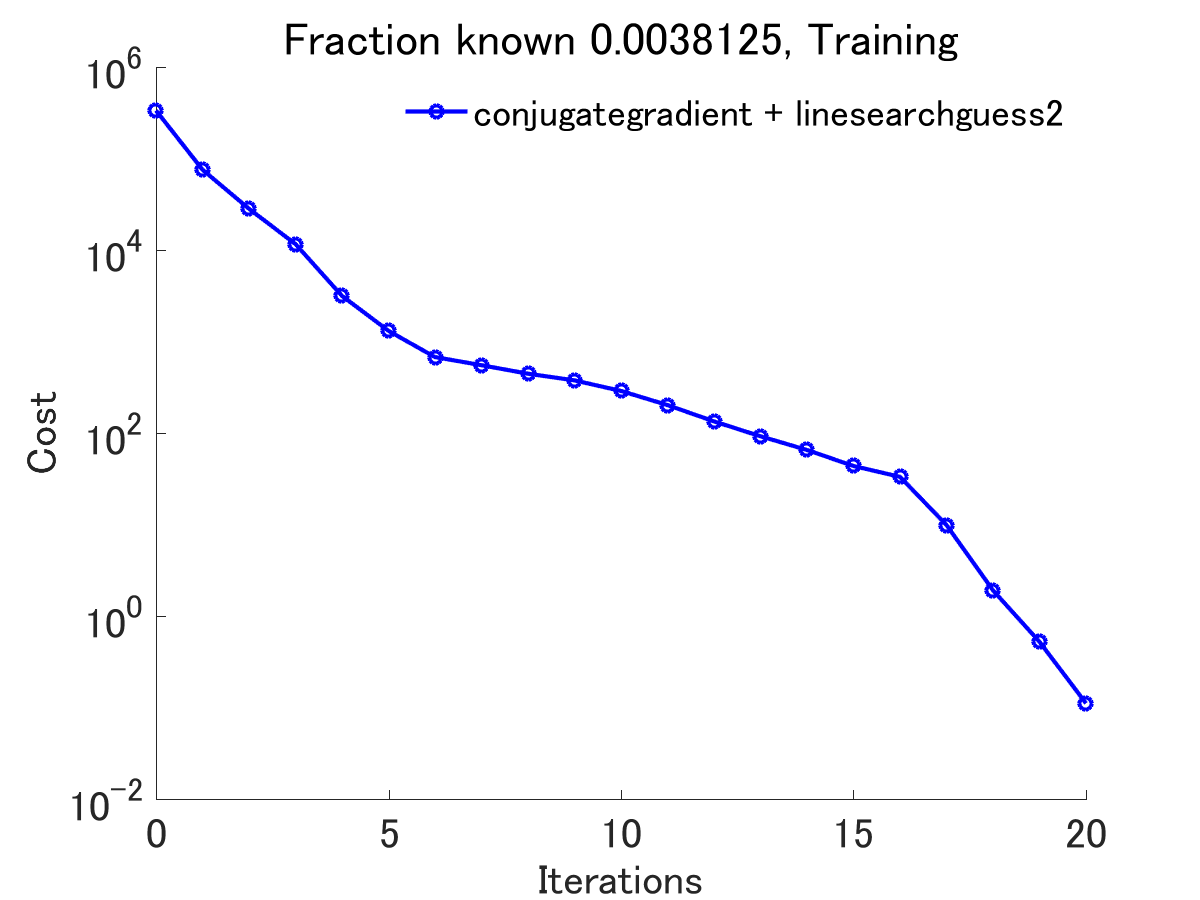 Fraction known 0.0038125, Training
conjugategradient + linesearchguess2
10^6
10^4
10^2
10^0
10^−2
Cost
0 5 10 15 20
Iterations